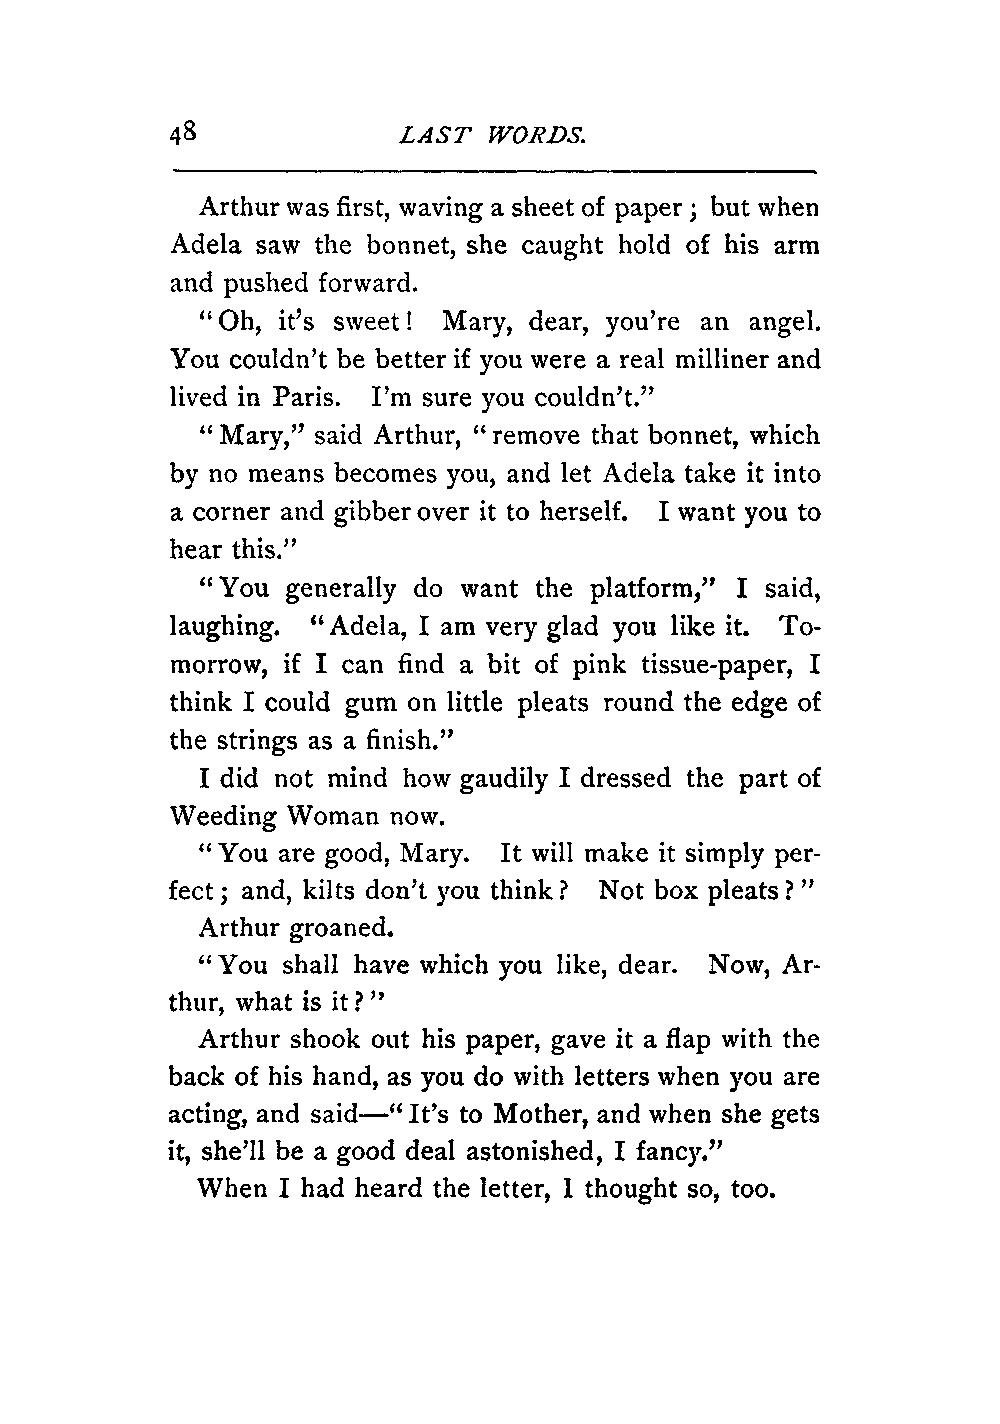 48 LAST WORDS.
Arthur was first, waving a sheet of paper; but when
Adela saw the bonnet, she caught hold of his arm
and pushed forward.
"Oh, it's sweet! Mary, dear, you're an angel.
You couldn't be better if you were a real milliner and
lived in Paris. I'm sure you couldn't."
"Mary," said Arthur, "remove that bonnet, which
by no means becomes you, and let Adela take it into
a corner and gibber over it to herself. I want you to
hear this."
"You generally do want the platform," I said,
laughing. "Adela, I am very glad you like it. To-
morrow, if I can find a bit of pink tissue-paper, I
think I could gum on little pleats round the edge of
the strings as a finish."
I did not mind how gaudily I dressed the part of
Weeding Woman now.
"You are good, Mary. It will make it simply per-
fect; and, kilts don't you think? Not box pleats?"
Arthur groaned.
"You shall have which you like, dear. Now, Ar-
thur, what is it?"
Arthur shook out his paper, gave it a flap with the
back of his hand, as you do with letters when you are
acting, and said—"It's to Mother, and when she gets
it, she'll be a good deal astonished, I fancy."
When I had heard the letter, I thought so, too.